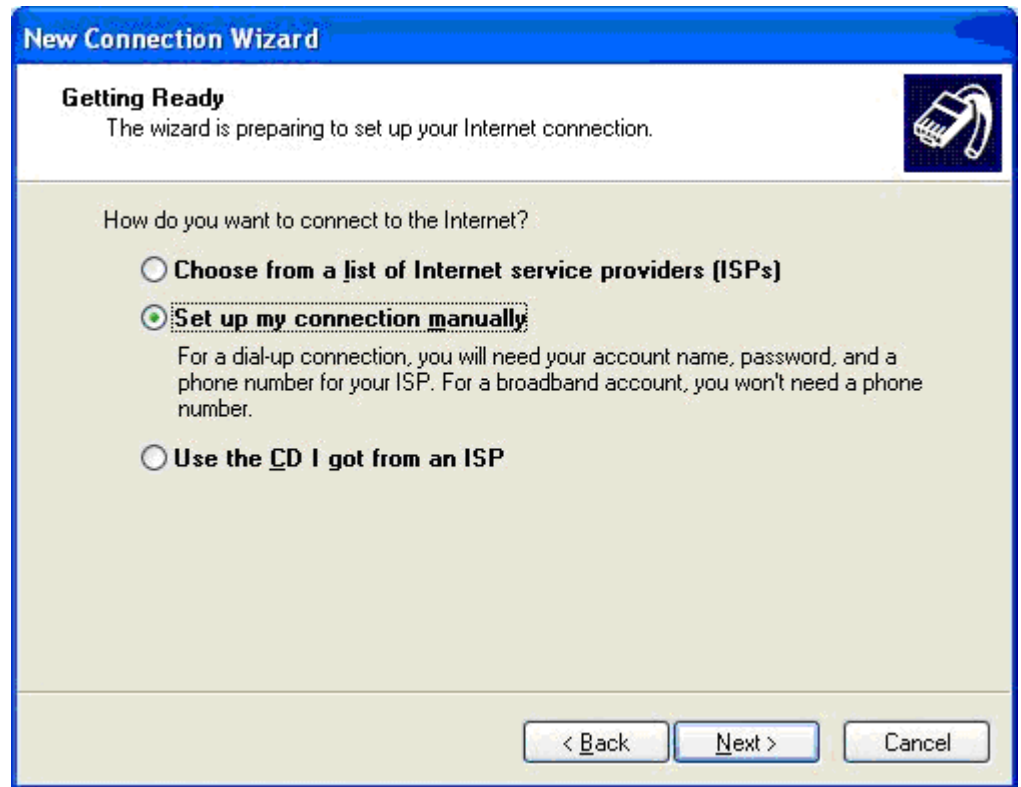 New Connection Wizard
Getting Ready
The wizard is preparing to set up your Internet connection.
How do you want to connect to the Internet?
Choose from a list of Internet service providers (ISPs)
Set up my connection manually
For a dial-up connection, you will need your account name, password, and a
phone number for your ISP. For a broadband account, you won't need a phone
number.
Use the CD I got from an ISP
< Back Next > Cancel